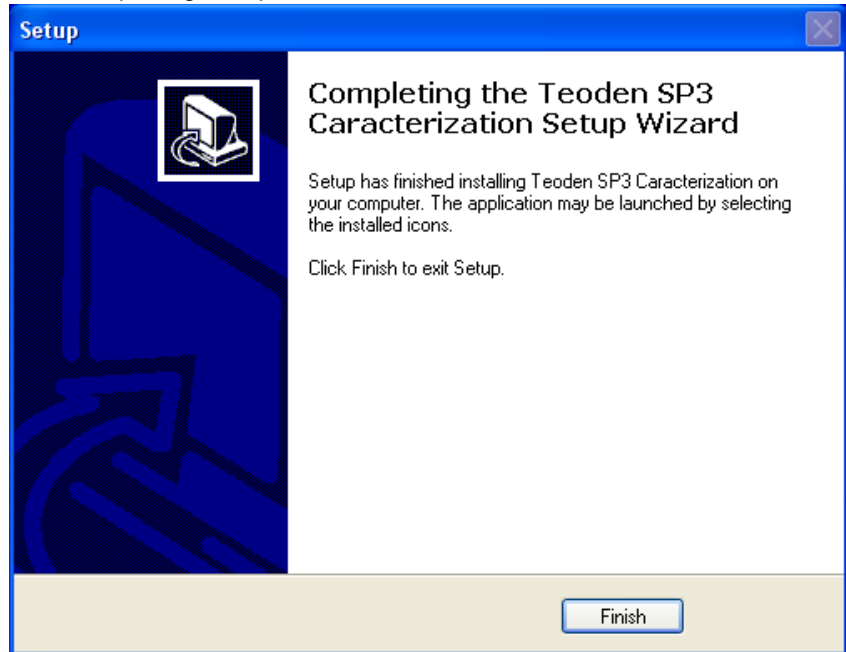 Setup
Completing the Teoden SP3
Caracterization Setup Wizard
Setup has finished installing Teoden SP3 Caracterization on
your computer. The application may be launched by selecting
the installed icons.
Click Finish to exit Setup.
Finish